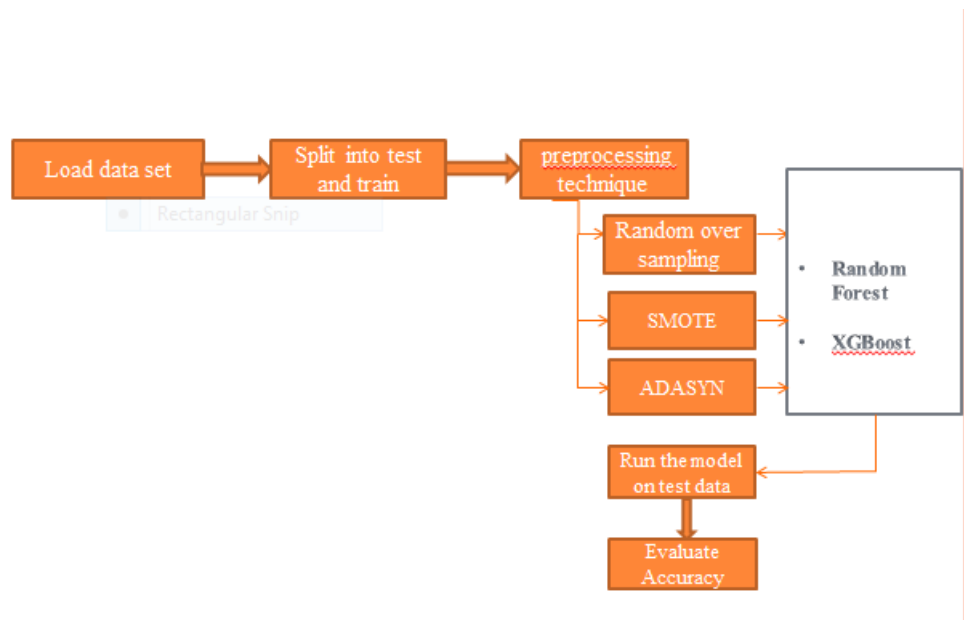 Load data set
Split into test
and train
preprocessing
technique
Rectangular Snip
Random over
sampling
SMOTE
ADASYN
• Random
Forest
• XGBoost
Run the model
on test data
Evaluate
Accuracy